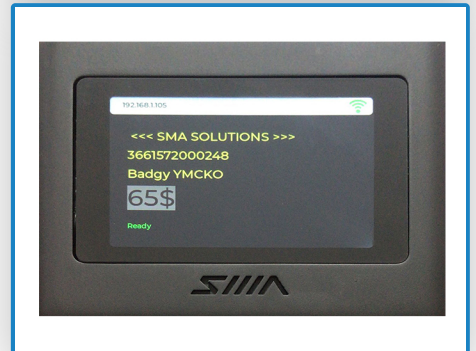 192.168.1.105
<<< SMA SOLUTIONS >>>
3661572000248
Badgy YMCKO
65$
Ready
SMA